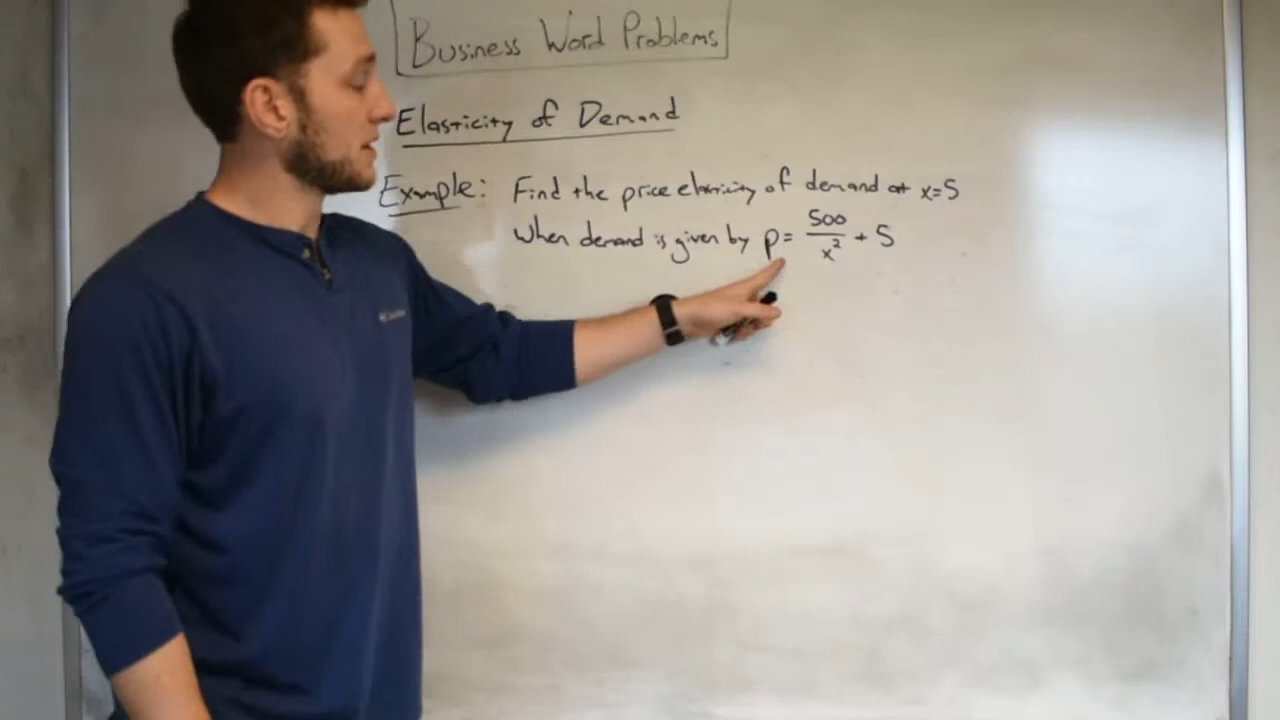 Business Word Problems
Elasticity of Demand
Example: Find the price elasticity of demand at x=5
When demand is given by p= 500/x² + 5